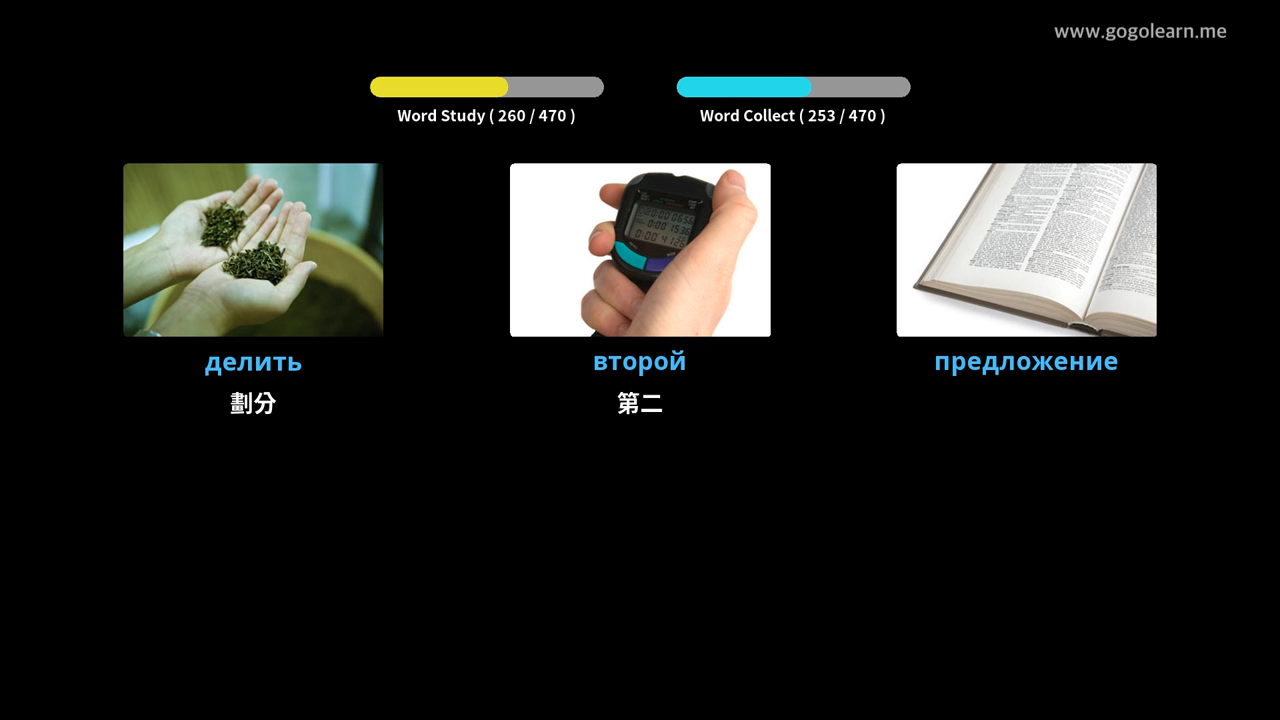 www.gogolearn.me
Word Study ( 260 / 470 )
Word Collect ( 253 / 470 )
делить
второй
предложение
劃分
第二